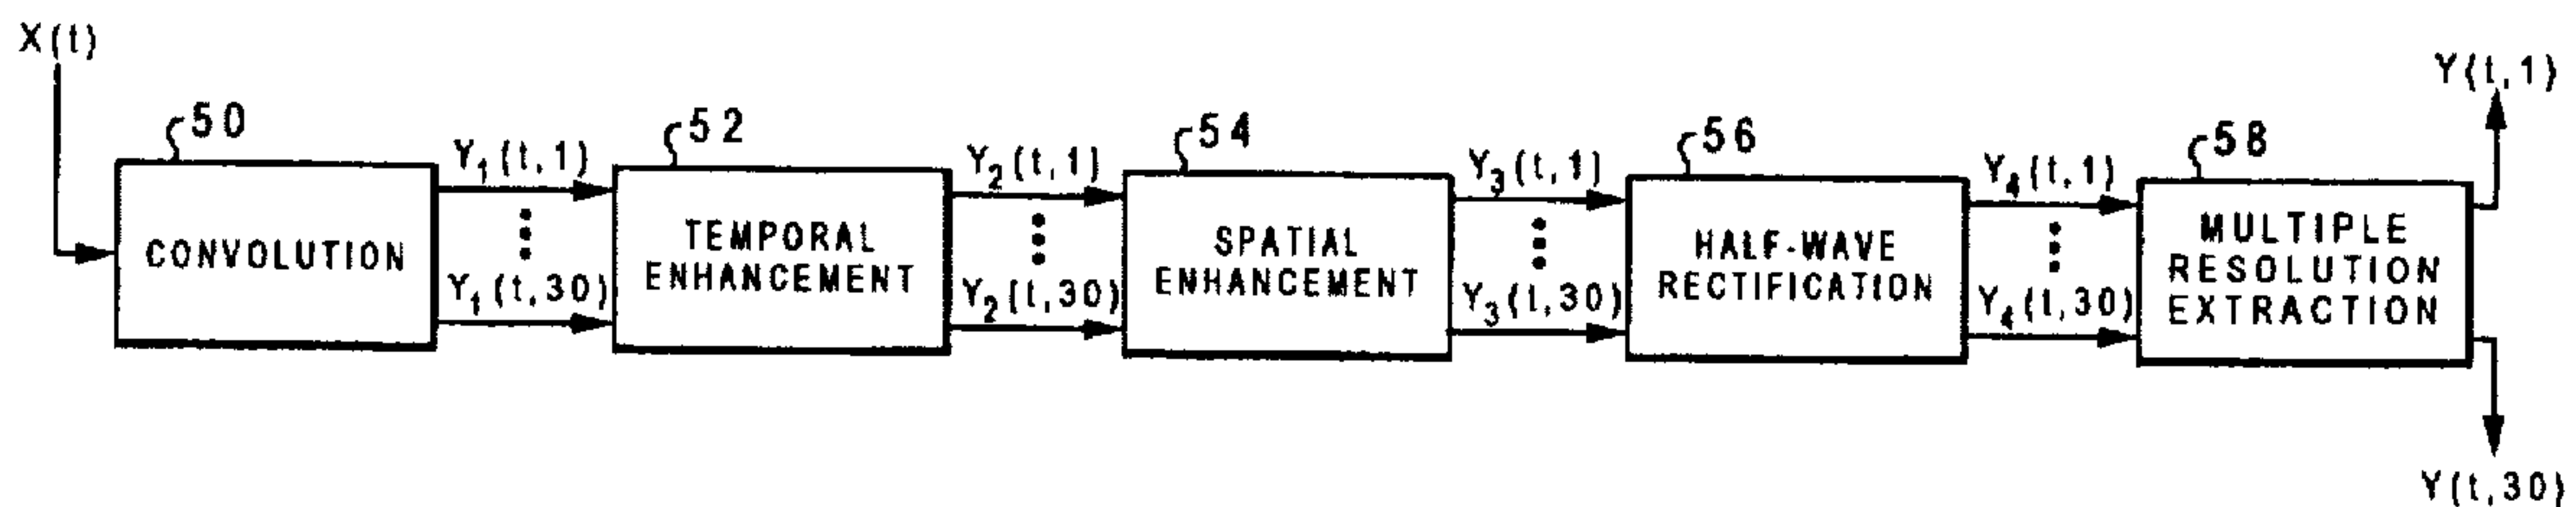 X(t)
50
CONVOLUTION
Y₁(t,1)
Y₁(t,30)
52
TEMPORAL
ENHANCEMENT
Y₂(t,1)
Y₂(t,30)
54
SPATIAL
ENHANCEMENT
Y₃(t,1)
Y₃(t,30)
56
HALF-WAVE
RECTIFICATION
Y₄(t,1)
Y₄(t,30)
58
MULTIPLE
RESOLUTION
EXTRACTION
Y(t,1)
Y(t,30)